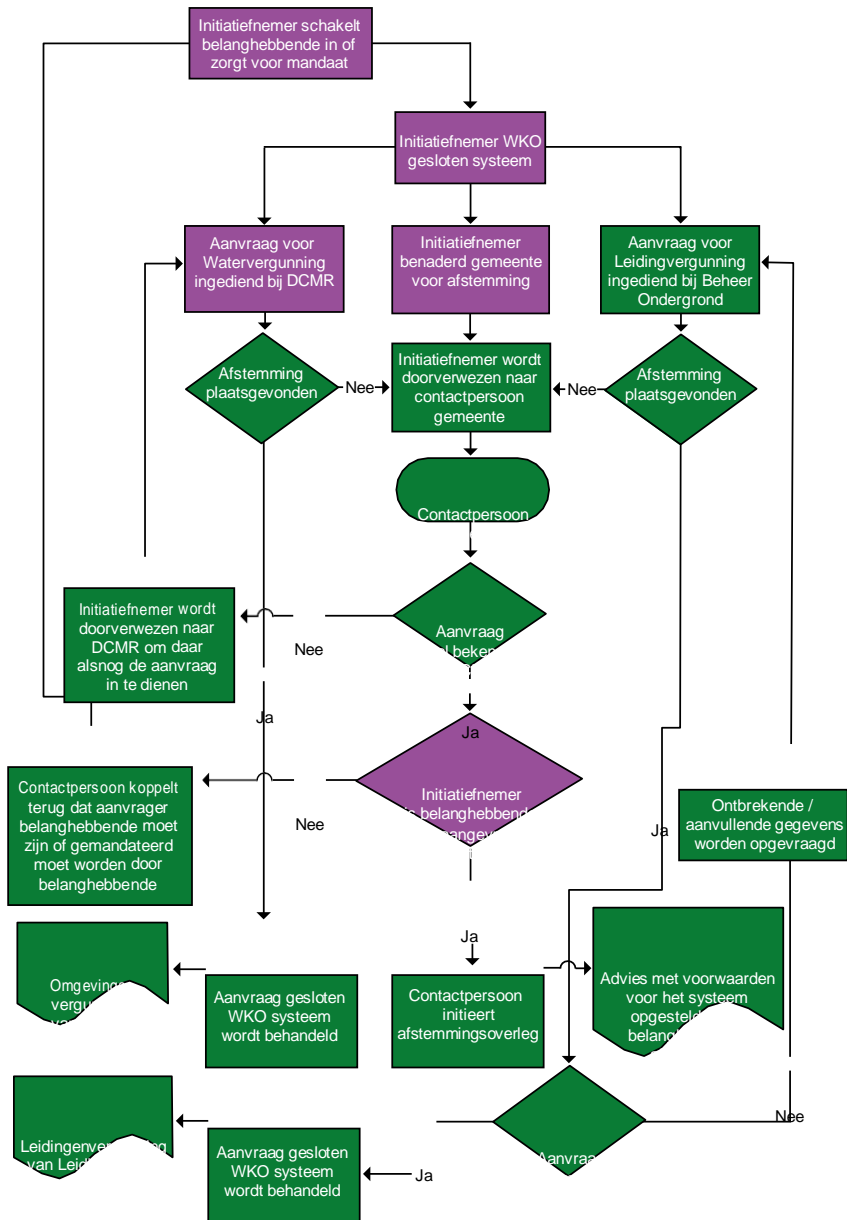 Initiatiefnemer schakelt
belanghebbende in of
zorgt voor mandaat
Initiatiefnemer WKO
gesloten systeem
Aanvraag voor
Watervergunning
ingediend bij DCMR
Initiatiefnemer
benaderd gemeente
voor afstemming
Aanvraag voor
Leidingvergunning
ingediend bij Beheer
Ondergrond
Afstemming
plaatsgevonden
Nee
Initiatiefnemer wordt
doorverwezen naar
contactpersoon
gemeente
Nee
Afstemming
plaatsgevonden
Contactpersoon
Initiatiefnemer wordt
doorverwezen naar
DCMR om daar
alsnog de aanvraag
in te dienen
Nee
Aanvraag
Ja
Ja
Contactpersoon koppelt
terug dat aanvrager
belanghebbende moet
zijn of gemandateerd
moet worden door
belanghebbende
Nee
Initiatiefnemer
Ja
Ontbrekende /
aanvullende gegevens
worden opgevraagd
Ja
Aanvraag gesloten
WKO systeem
wordt behandeld
Contactpersoon
initieert
afstemmingsoverleg
Advies met voorwaarden
voor het systeem
opgesteld
Nee
van
Aanvraag gesloten
WKO systeem
wordt behandeld
Ja